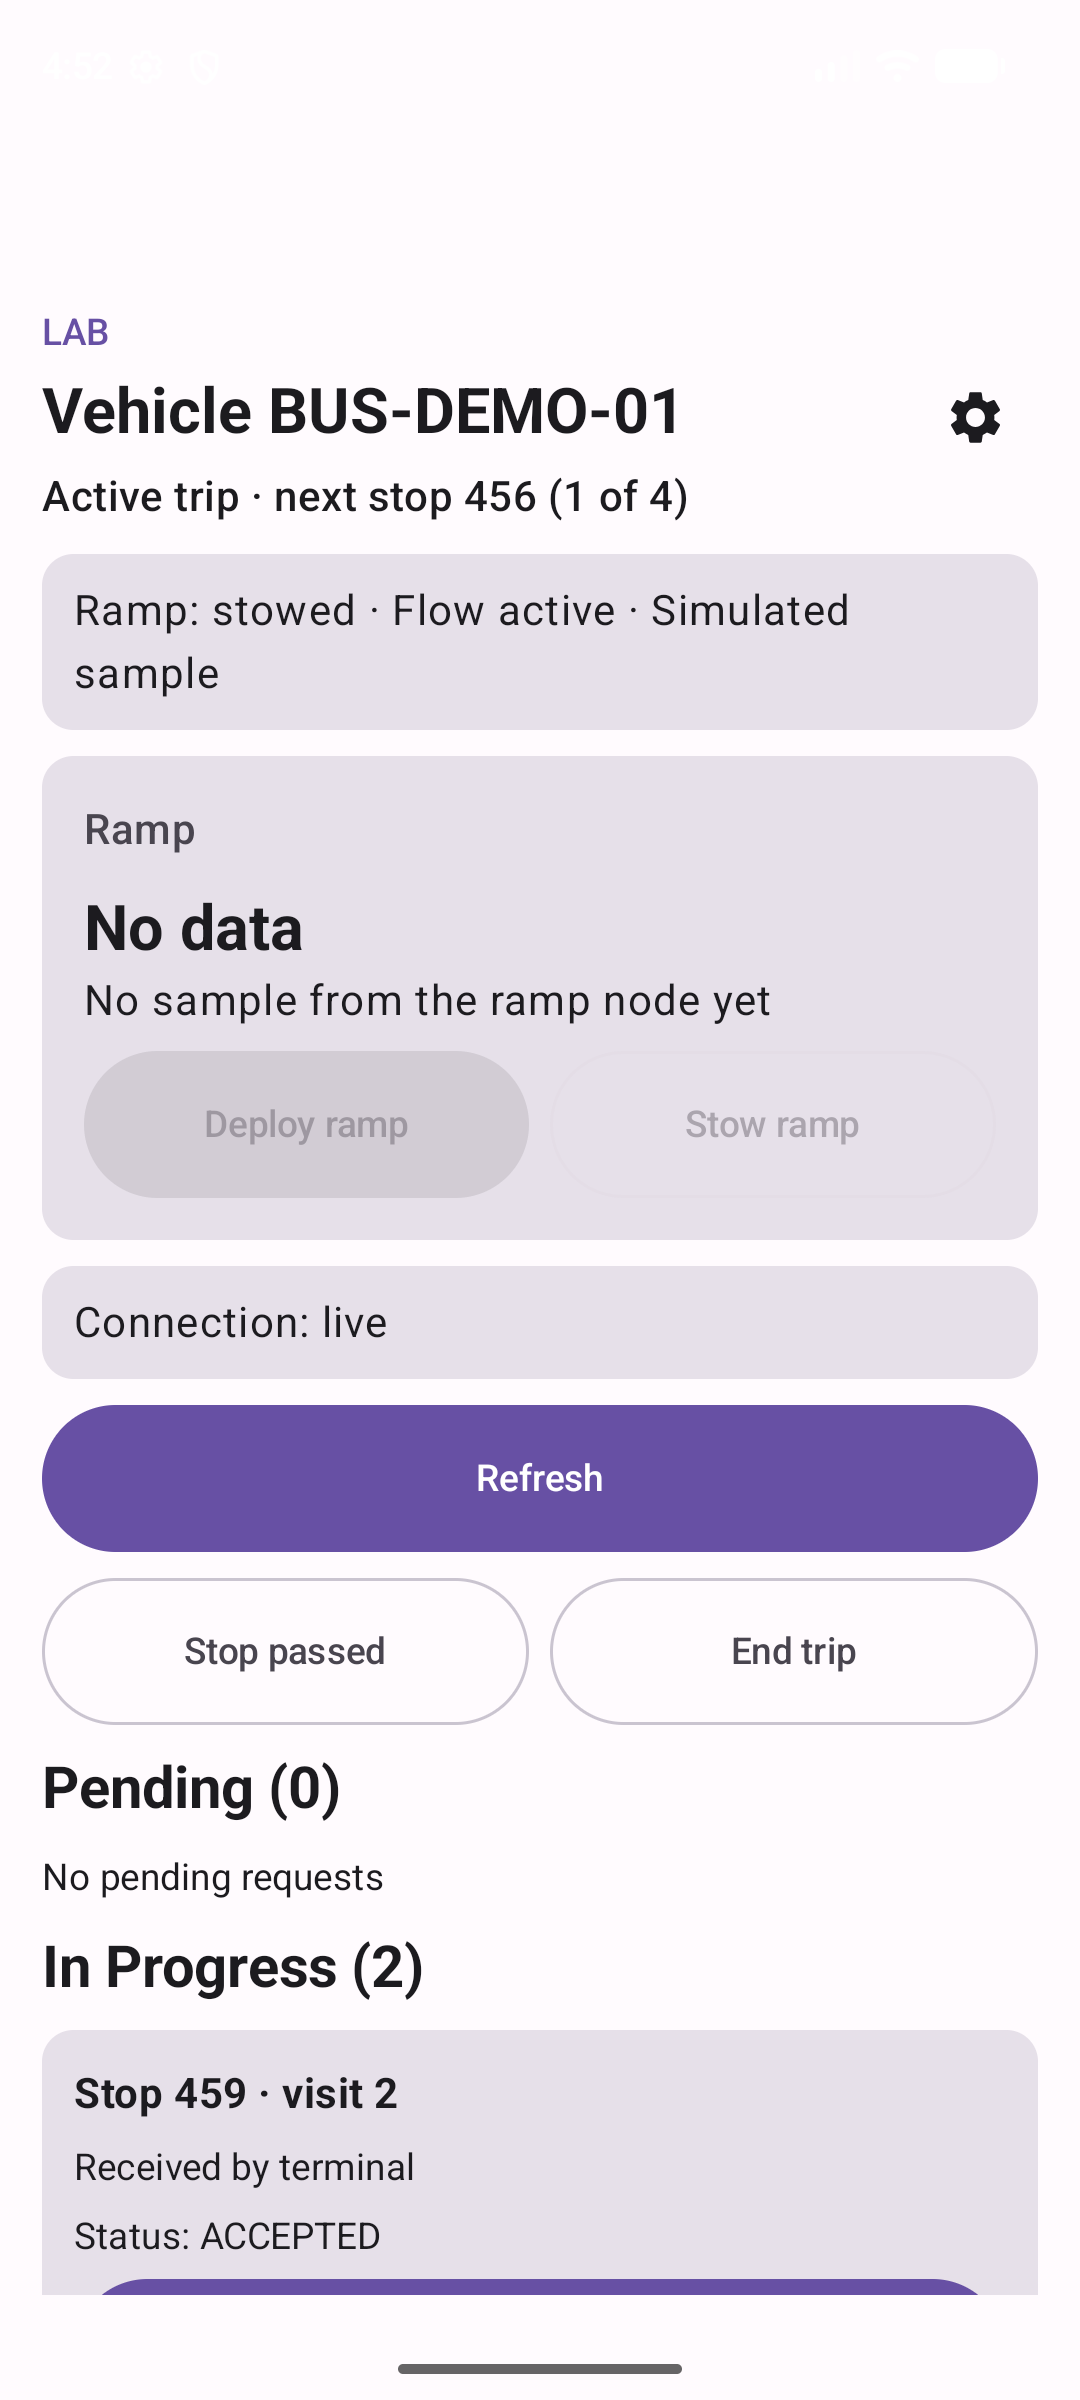 LAB
Vehicle BUS-DEMO-01
Active trip · next stop 456 (1 of 4)
Ramp: stowed · Flow active · Simulated
sample
Ramp
No data
No sample from the ramp node yet
Deploy ramp
Stow ramp
Connection: live
Refresh
Stop passed
End trip
Pending (0)
No pending requests
In Progress (2)
Stop 459 · visit 2
Received by terminal
Status: ACCEPTED